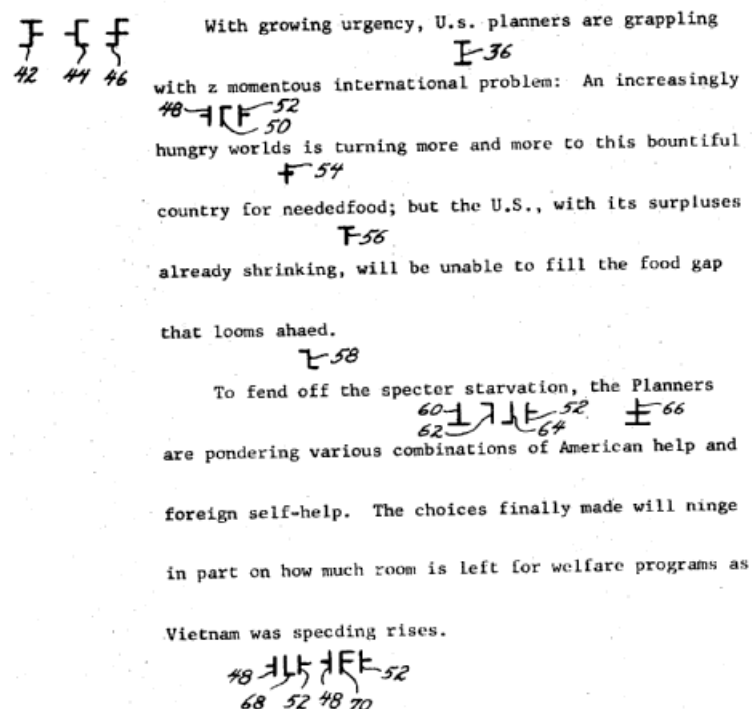 With growing urgency, U.s. planners are grappling
42 44 46
36
with z momentous international problem: An increasingly
48 52
50
hungry worlds is turning more and more to this bountiful
54
country for neededfood; but the U.S., with its surpluses
56
already shrinking, will be unable to fill the food gap
that looms ahaed.
58
To fend off the specter starvation, the Planners
60 52 66
62 64
are pondering various combinations of American help and
foreign self-help. The choices finally made will ninge
in part on how much room is left for welfare programs as
Vietnam was specding rises.
48 52
68 52 48 70